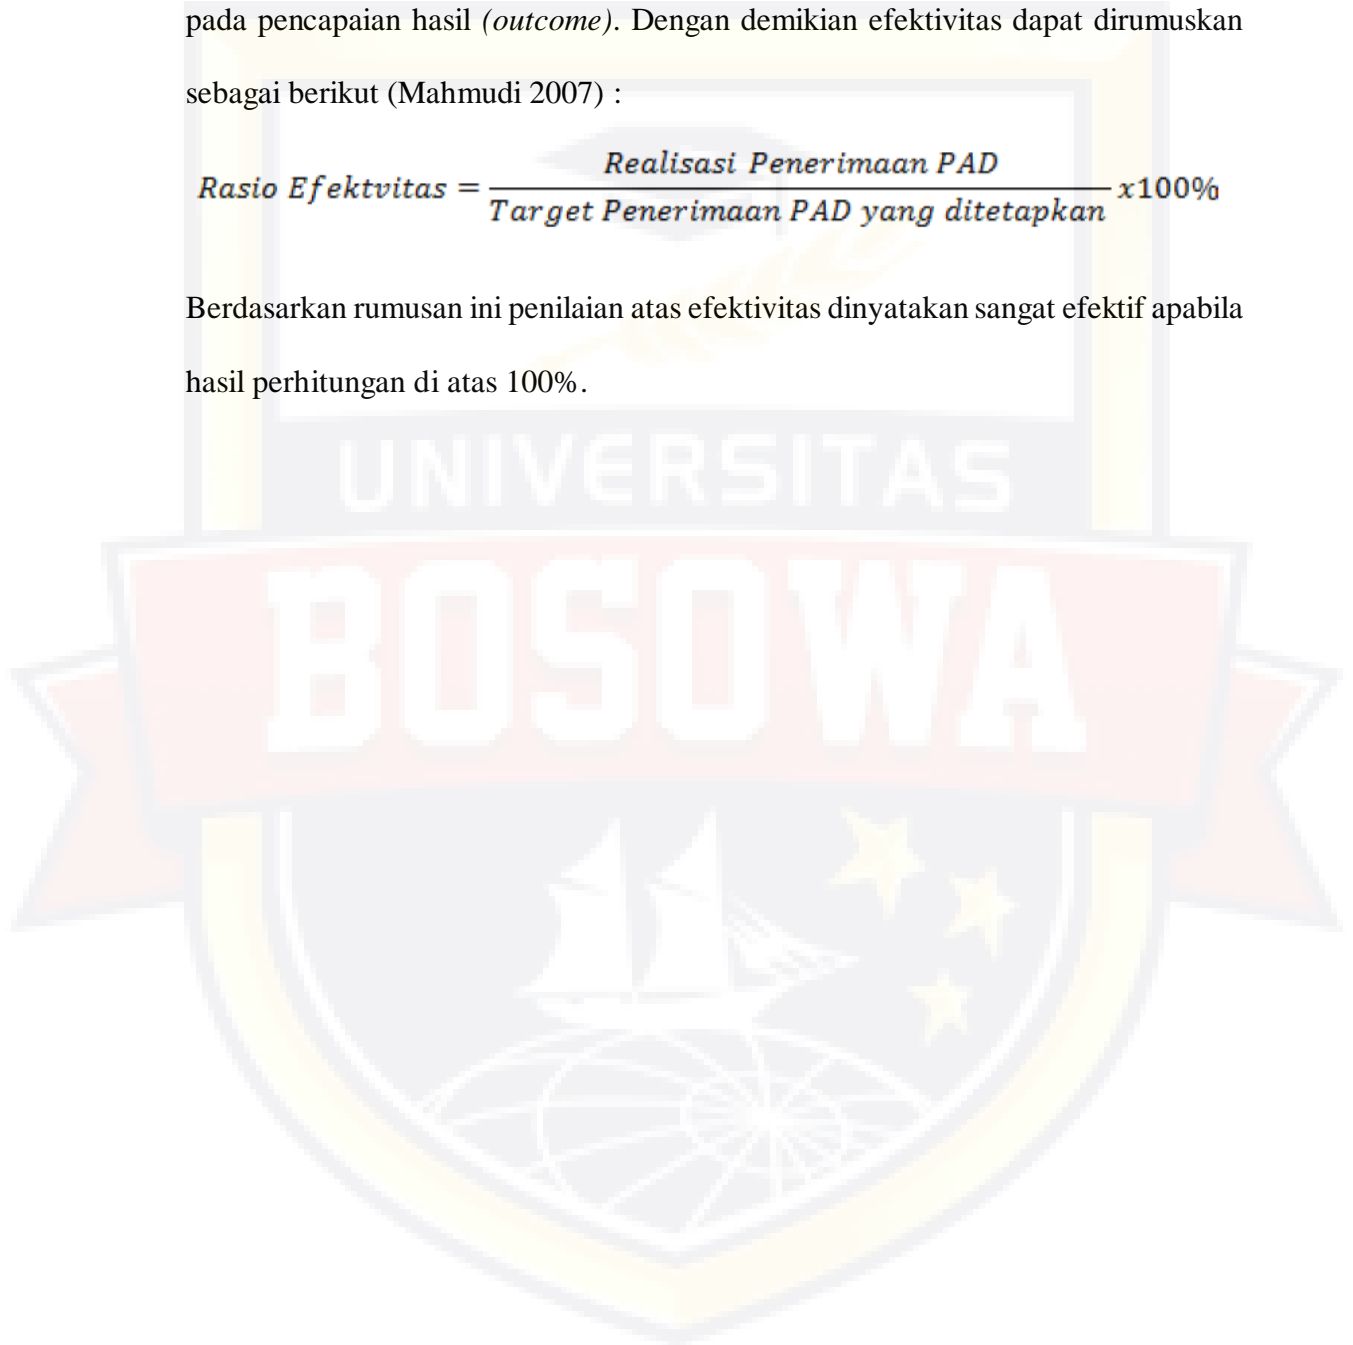 pada pencapaian hasil (outcome). Dengan demikian efektivitas dapat dirumuskan
sebagai berikut (Mahmudi 2007) :
Rasio Efektvitas = Realisasi Penerimaan PAD / Target Penerimaan PAD yang ditetapkan x100%
Berdasarkan rumusan ini penilaian atas efektivitas dinyatakan sangat efektif apabila
hasil perhitungan di atas 100%.
UNIVERSITAS
BOSOWA